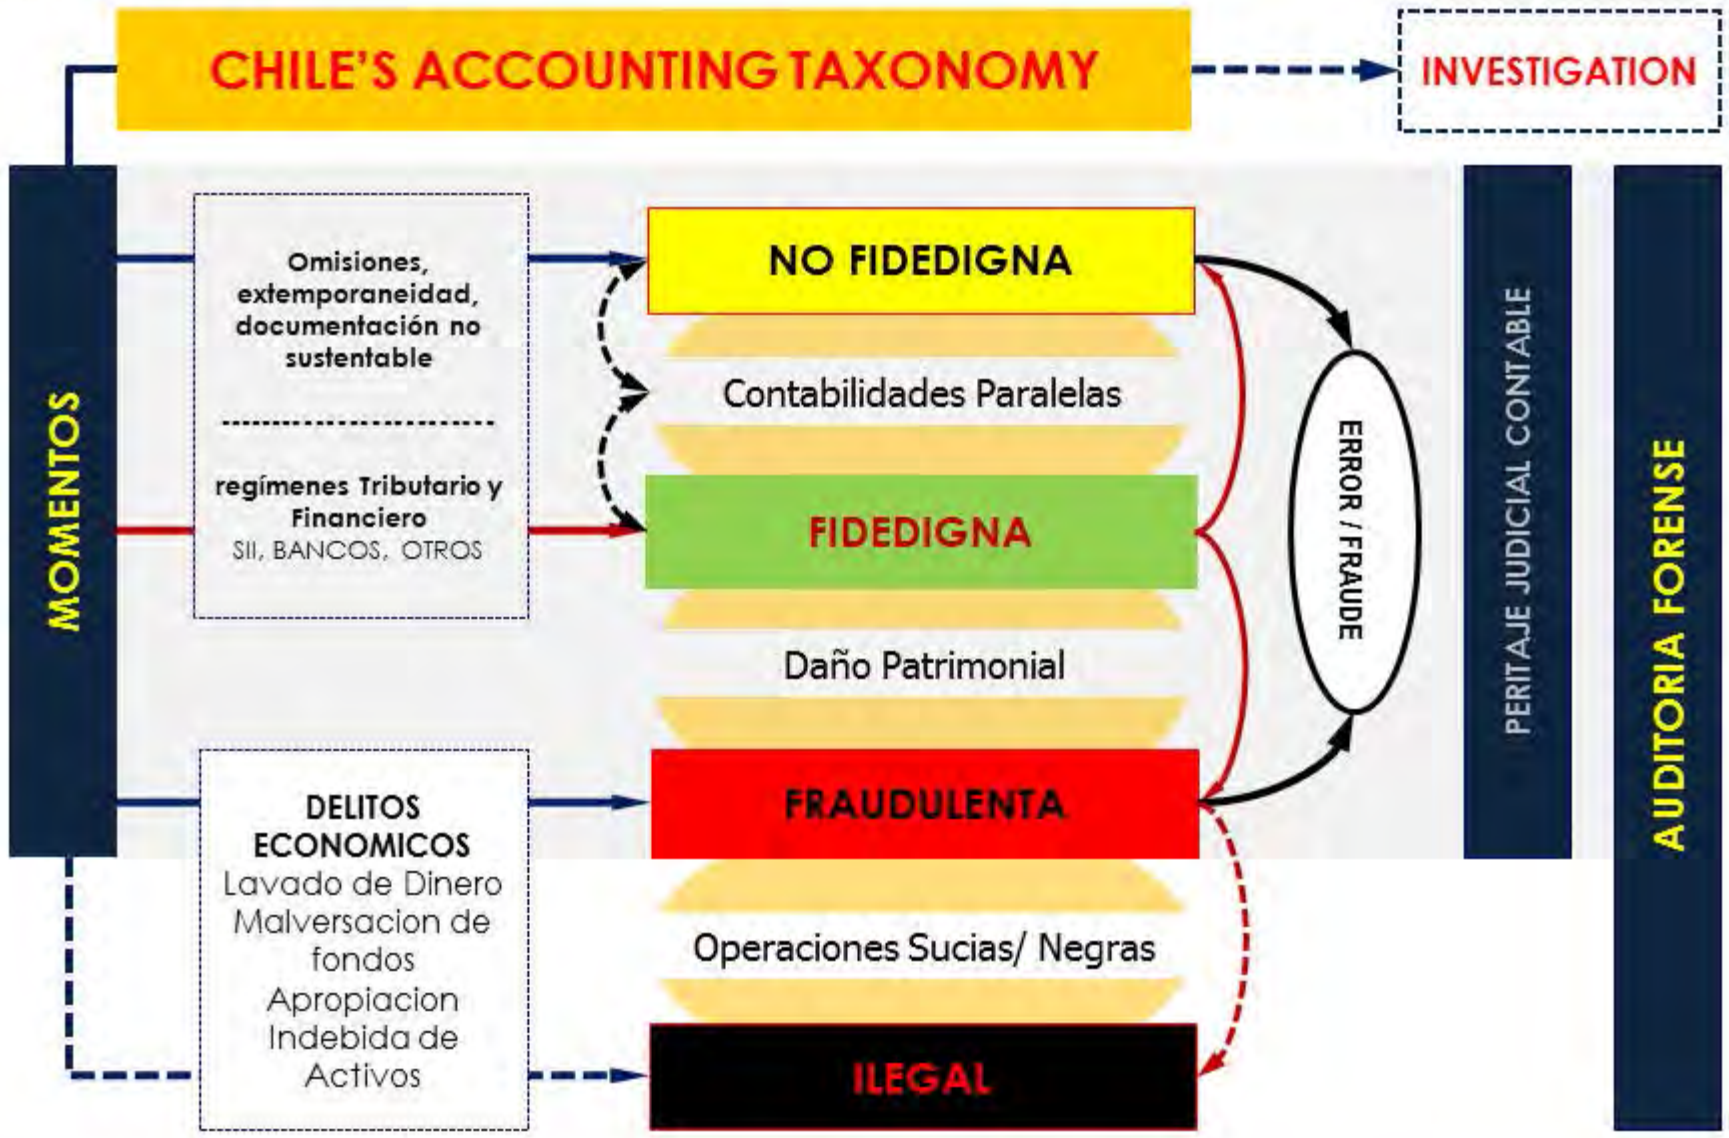 CHILE'S ACCOUNTING TAXONOMY
INVESTIGATION
MOMENTOS
Omisiones,
extemporaneidad,
documentación no
sustentable
regímenes Tributario y
Financiero
SII, BANCOS, OTROS
DELITOS
ECONOMICOS
Lavado de Dinero
Malversacion de
fondos
Apropiacion
Indebida de
Activos
NO FIDEDIGNA
Contabilidades Paralelas
FIDEDIGNA
Daño Patrimonial
FRAUDULENTA
Operaciones Sucias/ Negras
ILEGAL
ERROR / FRAUDE
PERITAJE JUDICIAL CONTABLE
AUDITORIA FORENSE